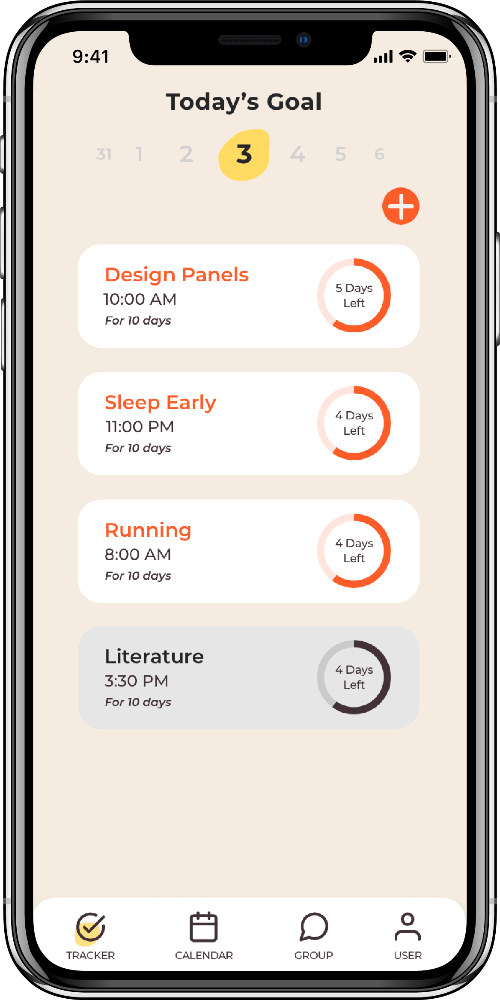 9:41
Today’s Goal
31 1 2 3 4 5 6
Design Panels
10:00 AM
For 10 days
5 Days
Left
Sleep Early
11:00 PM
For 10 days
4 Days
Left
Running
8:00 AM
For 10 days
4 Days
Left
Literature
3:30 PM
For 10 days
4 Days
Left
TRACKER CALENDAR GROUP USER